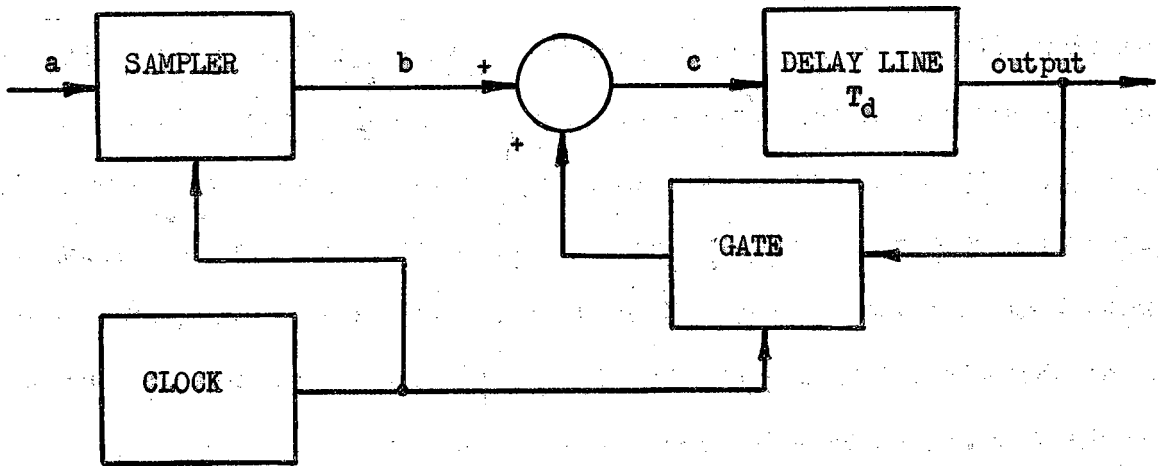 a
SAMPLER
b
+
+
c
DELAY LINE
T_d
output
GATE
CLOCK